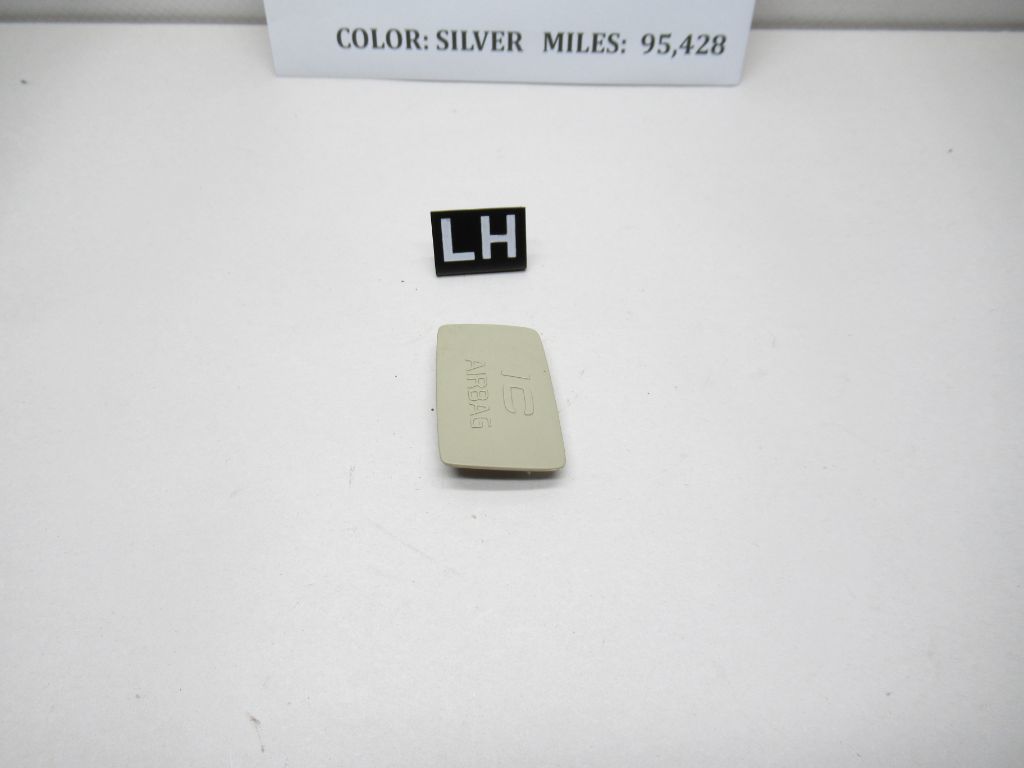 COLOR: SILVER MILES: 95,428
LH
IC
AIRBAG